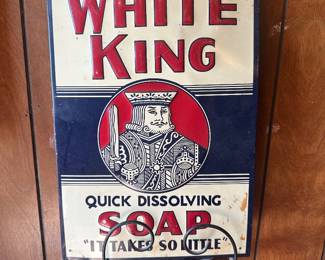 WHITE
KING
QUICK DISSOLVING
SOAP
"IT TAKES SO LITTLE"